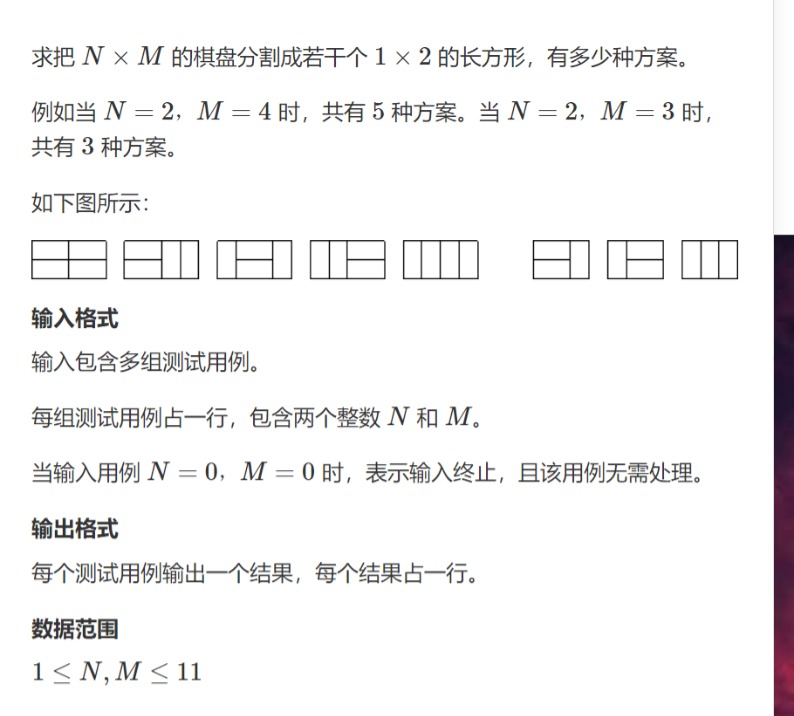 求把 N × M 的棋盘分割成若干个 1 × 2 的长方形，有多少种方案。
例如当 N = 2，M = 4 时，共有 5 种方案。当 N = 2，M = 3 时，
共有 3 种方案。
如下图所示：
输入格式
输入包含多组测试用例。
每组测试用例占一行，包含两个整数 N 和 M。
当输入用例 N = 0，M = 0 时，表示输入终止，且该用例无需处理。
输出格式
每个测试用例输出一个结果，每个结果占一行。
数据范围
1 ≤ N, M ≤ 11